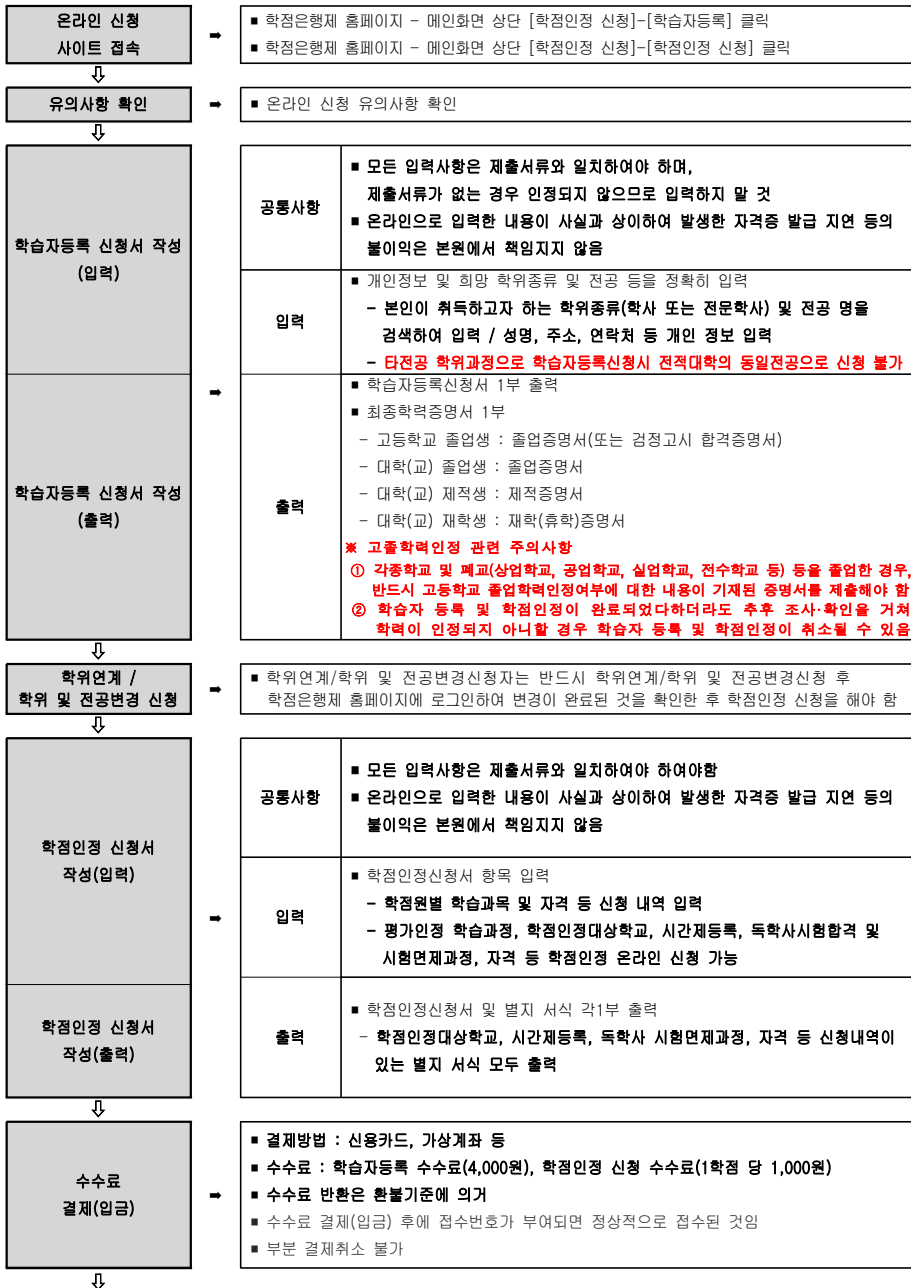 온라인 신청
사이트 접속
➡
▪ 학점은행제 홈페이지 - 메인화면 상단 [학점인정 신청]-[학습자등록] 클릭
▪ 학점은행제 홈페이지 - 메인화면 상단 [학점인정 신청]-[학점인정 신청] 클릭
⇩
유의사항 확인
➡
▪ 온라인 신청 유의사항 확인
⇩
학습자등록 신청서 작성
(입력)
공통사항
▪ 모든 입력사항은 제출서류와 일치하여야 하며,
제출서류가 없는 경우 인정되지 않으므로 입력하지 말 것
▪ 온라인으로 입력한 내용이 사실과 상이하여 발생한 자격증 발급 지연 등의
불이익은 본원에서 책임지지 않음
입력
▪ 개인정보 및 희망 학위종류 및 전공 등을 정확히 입력
- 본인이 취득하고자 하는 학위종류(학사 또는 전문학사) 및 전공 명을
검색하여 입력 / 성명, 주소, 연락처 등 개인 정보 입력
- 타전공 학위과정으로 학습자등록신청시 전적대학의 동일전공으로 신청 불가
➡
학습자등록 신청서 작성
(출력)
출력
▪ 학습자등록신청서 1부 출력
▪ 최종학력증명서 1부
- 고등학교 졸업생 : 졸업증명서(또는 검정고시 합격증명서)
- 대학(교) 졸업생 : 졸업증명서
- 대학(교) 제적생 : 제적증명서
- 대학(교) 재학생 : 재학(휴학)증명서
※ 고졸학력인정 관련 주의사항
① 각종학교 및 폐교(상업학교, 공업학교, 실업학교, 전수학교 등) 등을 졸업한 경우,
반드시 고등학교 졸업학력인정여부에 대한 내용이 기재된 증명서를 제출해야 함
② 학습자 등록 및 학점인정이 완료되었다하더라도 추후 조사·확인을 거쳐
학력이 인정되지 아니할 경우 학습자 등록 및 학점인정이 취소될 수 있음
⇩
학위연계 /
학위 및 전공변경 신청
➡
▪ 학위연계/학위 및 전공변경신청자는 반드시 학위연계/학위 및 전공변경신청 후
학점은행제 홈페이지에 로그인하여 변경이 완료된 것을 확인한 후 학점인정 신청을 해야 함
⇩
학점인정 신청서
작성(입력)
공통사항
▪ 모든 입력사항은 제출서류와 일치하여야 하여야함
▪ 온라인으로 입력한 내용이 사실과 상이하여 발생한 자격증 발급 지연 등의
불이익은 본원에서 책임지지 않음
➡
입력
▪ 학점인정신청서 항목 입력
- 학점원별 학습과목 및 자격 등 신청 내역 입력
- 평가인정 학습과정, 학점인정대상학교, 시간제등록, 독학사시험합격 및
시험면제과정, 자격 등 학점인정 온라인 신청 가능
학점인정 신청서
작성(출력)
출력
▪ 학점인정신청서 및 별지 서식 각1부 출력
- 학점인정대상학교, 시간제등록, 독학사 시험면제과정, 자격 등 신청내역이
있는 별지 서식 모두 출력
⇩
수수료
결제(입금)
➡
▪ 결제방법 : 신용카드, 가상계좌 등
▪ 수수료 : 학습자등록 수수료(4,000원), 학점인정 신청 수수료(1학점 당 1,000원)
▪ 수수료 반환은 환불기준에 의거
▪ 수수료 결제(입금) 후에 접수번호가 부여되면 정상적으로 접수된 것임
▪ 부분 결제취소 불가
⇩